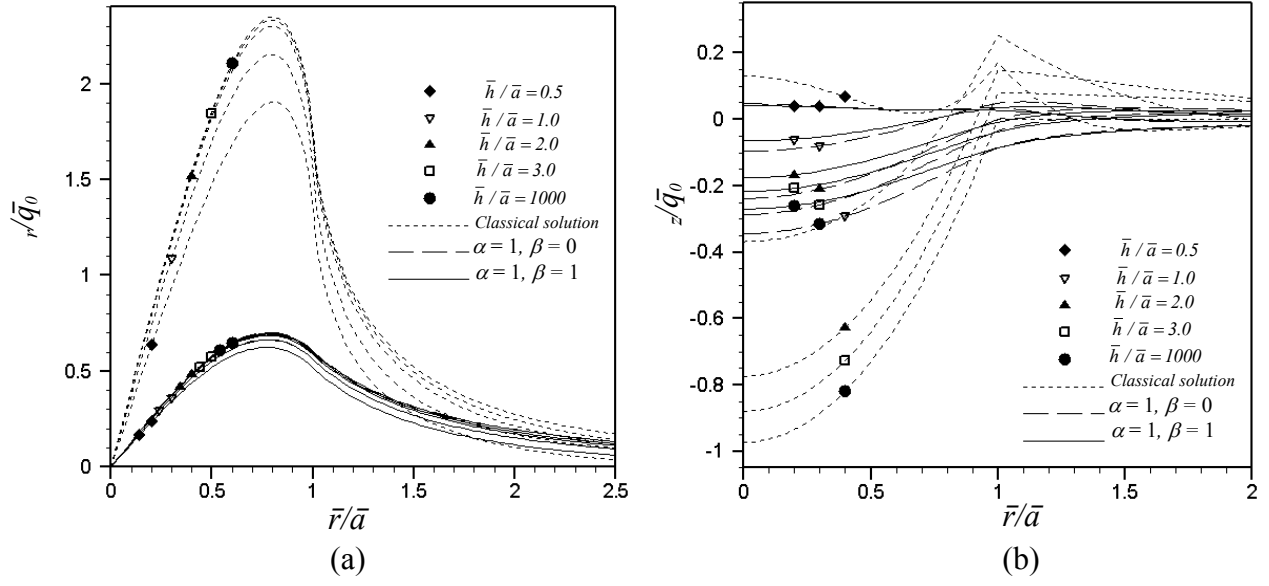 r/q̄0
2
1.5
1
0.5
0
0 0.5 1 1.5 2 2.5
r̄/ā
h̄ / ā = 0.5
h̄ / ā = 1.0
h̄ / ā = 2.0
h̄ / ā = 3.0
h̄ / ā = 1000
Classical solution
α = 1, β = 0
α = 1, β = 1
(a)
z/q̄0
0.2
0
-0.2
-0.4
-0.6
-0.8
-1
0 0.5 1 1.5 2
r̄/ā
h̄ / ā = 0.5
h̄ / ā = 1.0
h̄ / ā = 2.0
h̄ / ā = 3.0
h̄ / ā = 1000
Classical solution
α = 1, β = 0
α = 1, β = 1
(b)